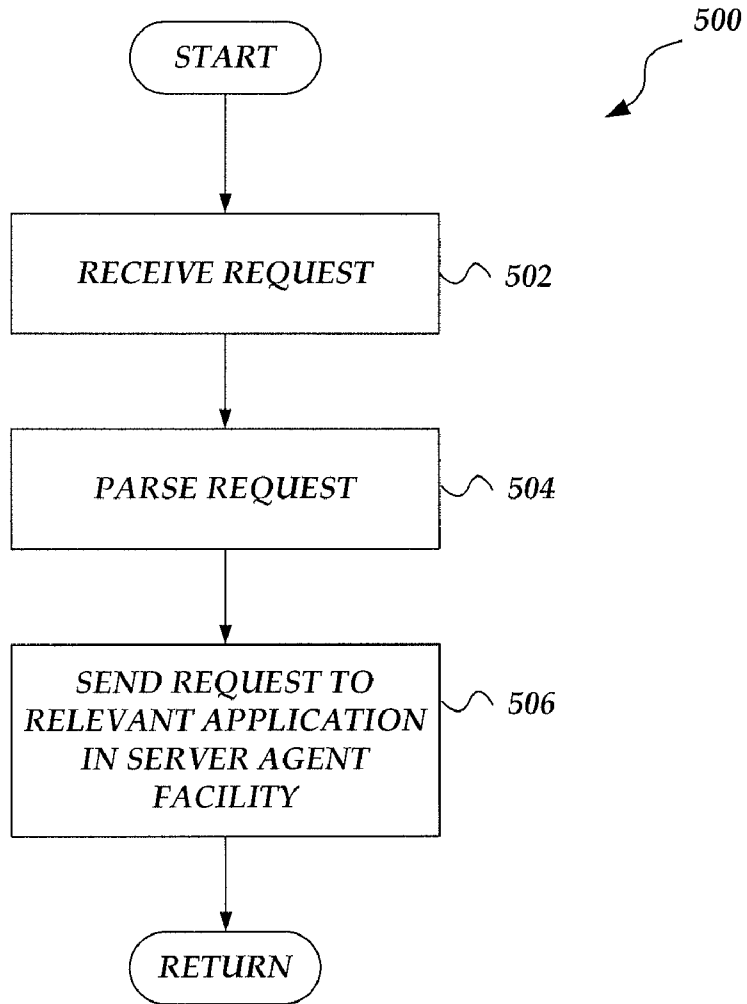 500
START
RECEIVE REQUEST
502
PARSE REQUEST
504
SEND REQUEST TO
RELEVANT APPLICATION
IN SERVER AGENT
FACILITY
506
RETURN